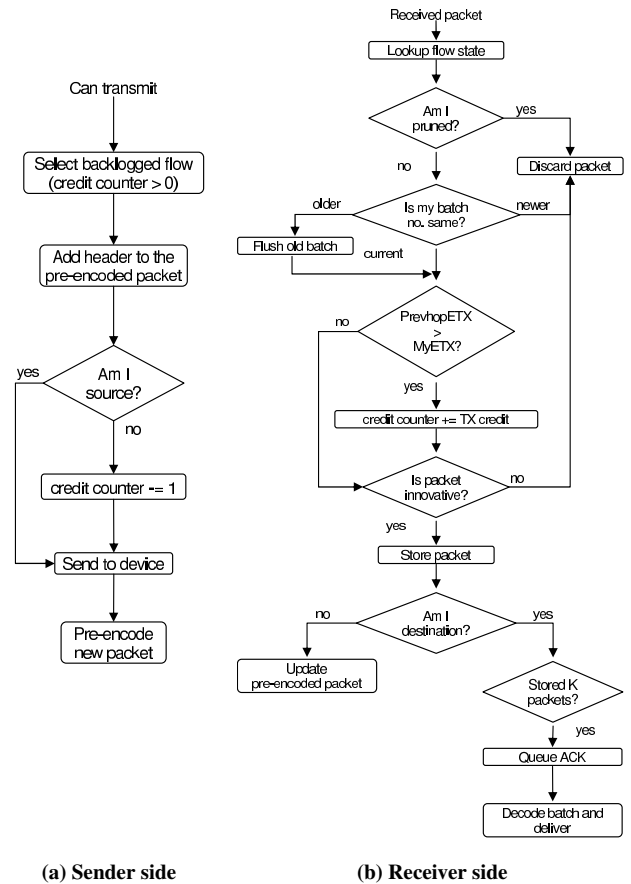 Can transmit
Select backlogged flow
(credit counter > 0)
Add header to the
pre-encoded packet
yes
Am I
source?
no
credit counter -= 1
Send to device
Pre-encode
new packet
(a) Sender side
Received packet
Lookup flow state
Am I
pruned?
yes
no
Discard packet
older
Is my batch
no. same?
newer
Flush old batch
current
no
PrevhopETX
>
MyETX?
yes
credit counter += TX credit
Is packet
innovative?
no
yes
Store packet
no
Am I
destination?
yes
Update
pre-encoded packet
Stored K
packets?
yes
Queue ACK
Decode batch and
deliver
(b) Receiver side